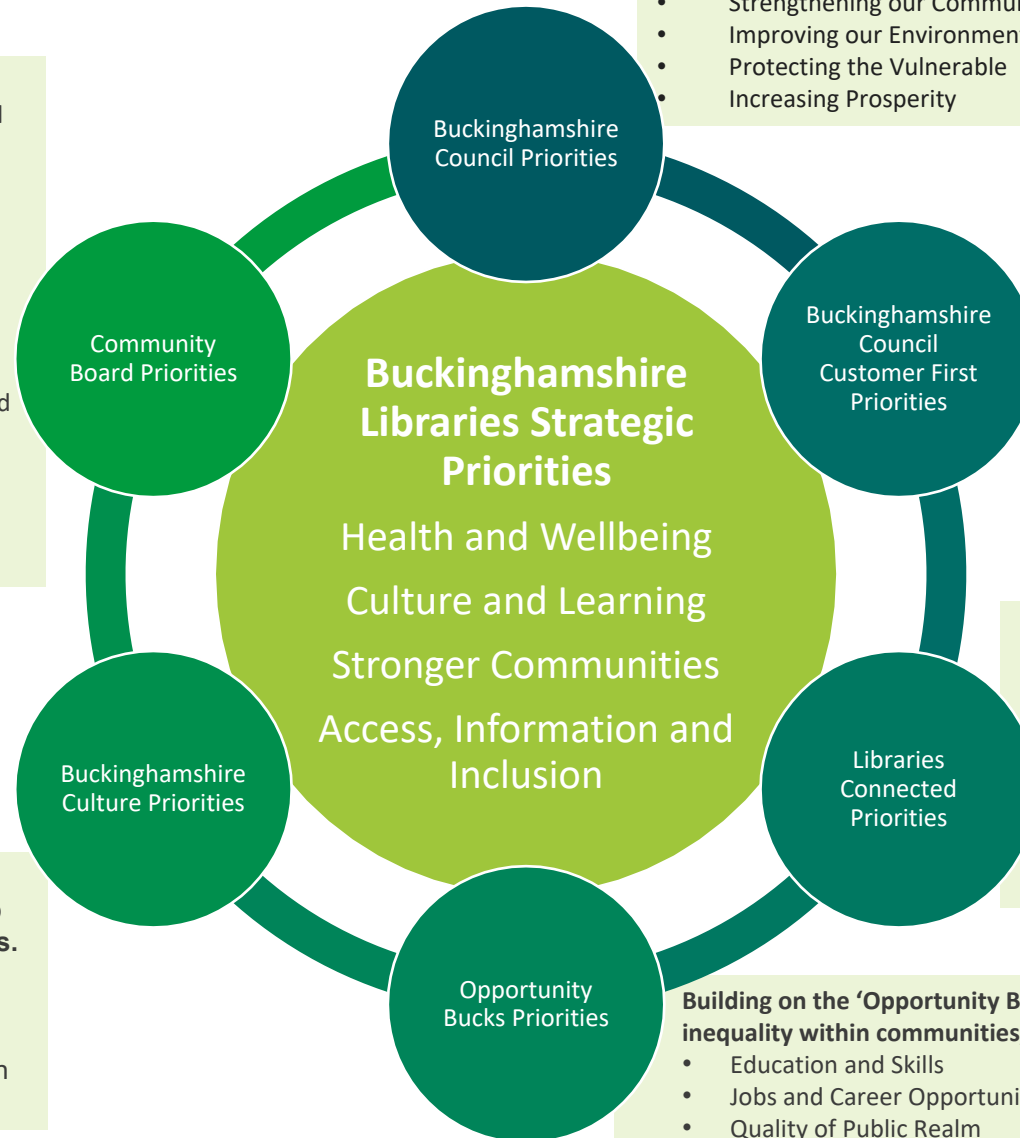 Strengthening our
• Improving our Environment
• Protecting the Vulnerable
• Increasing Prosperity
Buckinghamshire
Council Priorities
Buckinghamshire
Council
Customer First
Priorities
Community
Board Priorities
Buckinghamshire
Libraries Strategic
Priorities
Health and Wellbeing
Culture and Learning
Stronger Communities
Access, Information and
Inclusion
Buckinghamshire
Culture Priorities
Libraries
Connected
Priorities
Opportunity
Bucks Priorities
Building on the ‘Opportunity
inequality within communities
• Education and Skills
• Jobs and Career
• Quality of Public Realm